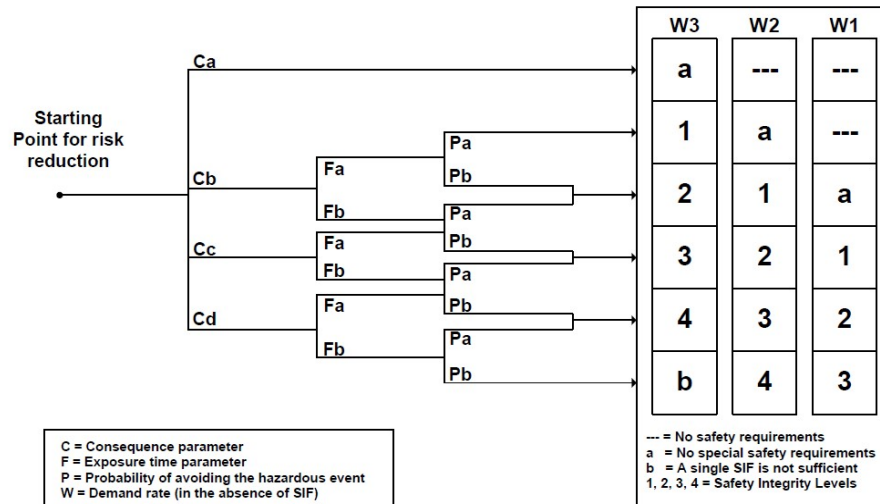 W3 W2 W1
Ca
a --- ---
Starting
Point for risk
reduction
Pa
1 a ---
Fa
Cb
Pb
2 1 a
Fb
Pa
Fa
Cc
Pb
3 2 1
Fb
Pa
Fa
Cd
Pb
4 3 2
Fb
Pa
Pb
b 4 3
C = Consequence parameter
F = Exposure time parameter
P = Probability of avoiding the hazardous event
W = Demand rate (in the absence of SIF)
--- = No safety requirements
a = No special safety requirements
b = A single SIF is not sufficient
1, 2, 3, 4 = Safety Integrity Levels